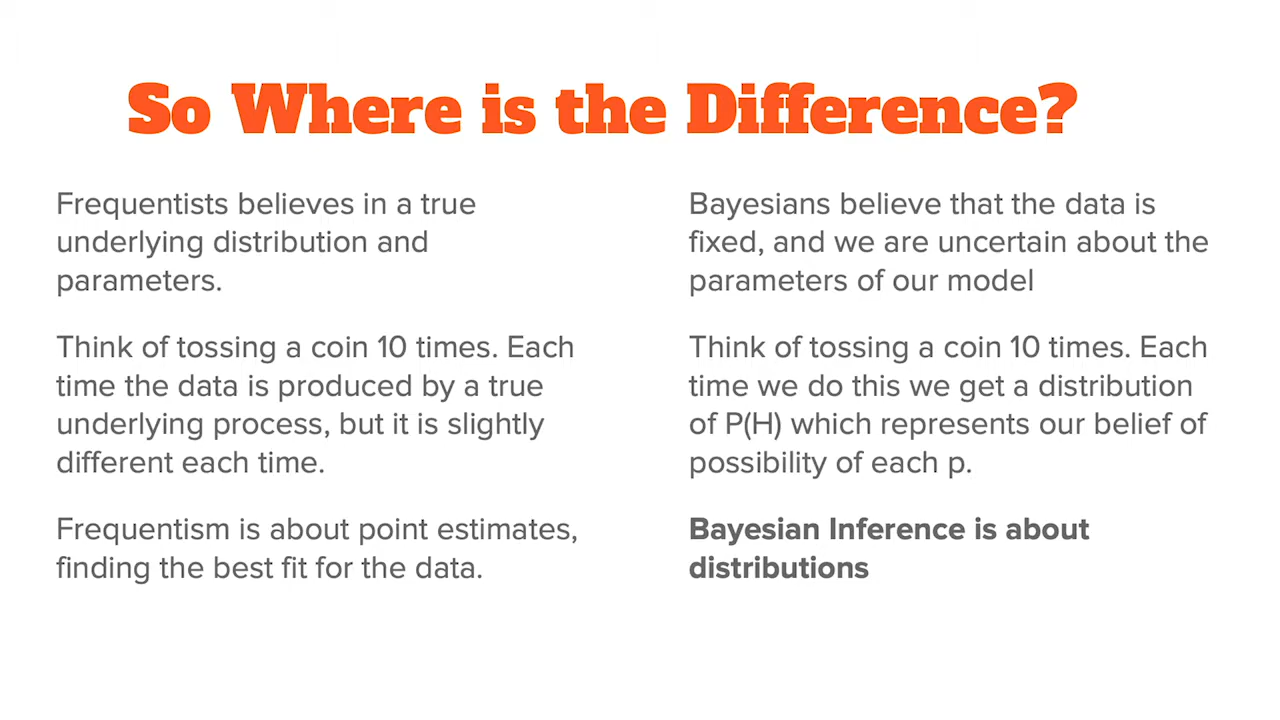 So Where is the Difference?
Frequentists believes in a true
underlying distribution and
parameters.
Think of tossing a coin 10 times. Each
time the data is produced by a true
underlying process, but it is slightly
different each time.
Frequentism is about point estimates,
finding the best fit for the data.
Bayesians believe that the data is
fixed, and we are uncertain about the
parameters of our model
Think of tossing a coin 10 times. Each
time we do this we get a distribution
of P(H) which represents our belief of
possibility of each p.
Bayesian Inference is about
distributions